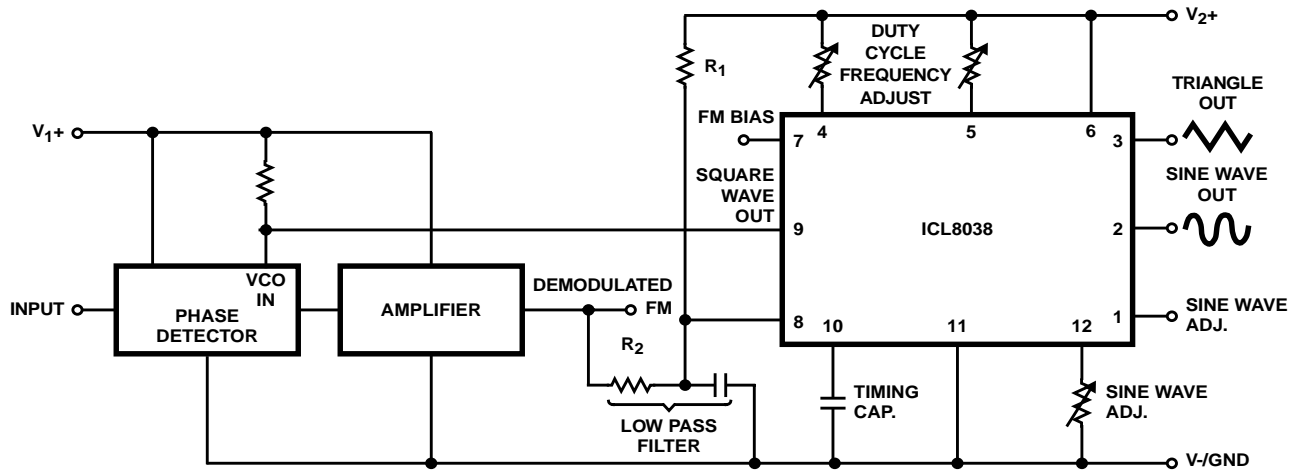 V2+
DUTY
CYCLE
FREQUENCY
ADJUST
R1
V1+
FM BIAS
7
4
5
6
3
TRIANGLE
OUT
SQUARE
WAVE
OUT
9
ICL8038
2
SINE WAVE
OUT
VCO
IN
INPUT
PHASE
DETECTOR
AMPLIFIER
DEMODULATED
FM
8
10
11
12
1
SINE WAVE
ADJ.
R2
LOW PASS
FILTER
TIMING
CAP.
SINE WAVE
ADJ.
V-/GND